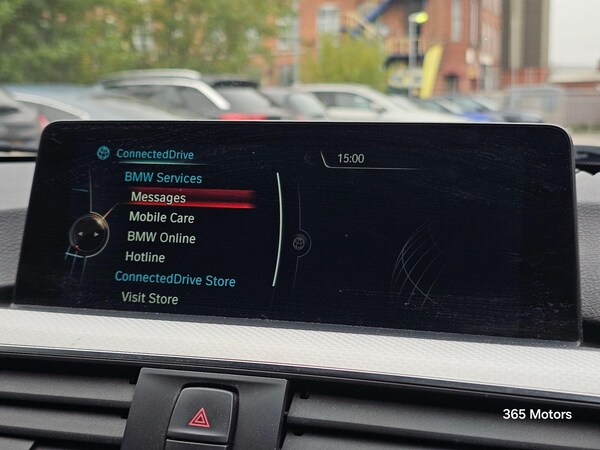 ConnectedDrive
15:00
BMW Services
Messages
Mobile Care
BMW Online
Hotline
ConnectedDrive Store
Visit Store
365 Motors